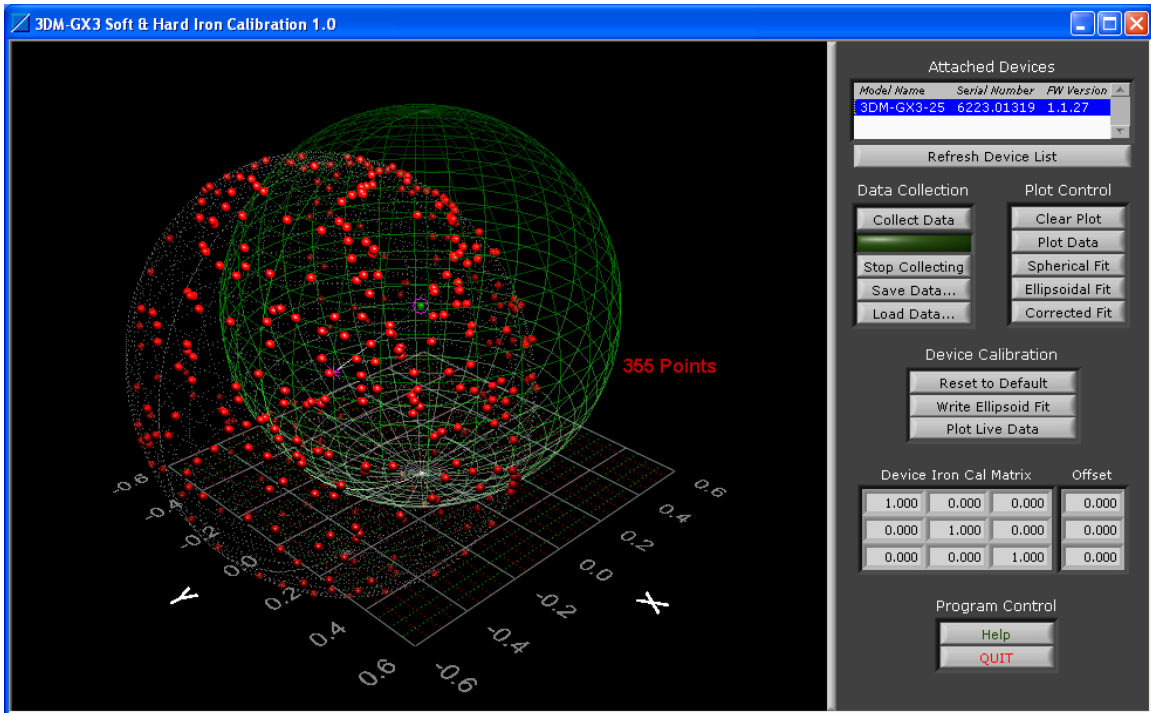 3DM-GX3 Soft & Hard Iron Calibration 1.0
355 Points
-0.6
-0.4
-0.2
0.0
0.2
0.4
0.6
Y
0.6
0.4
0.2
0.0
-0.2
-0.4
-0.6
X
Attached Devices
Model Name Serial Number FW Version
3DM-GX3-25 6223.01319 1.1.27
Refresh Device List
Data Collection
Collect Data
Stop Collecting
Save Data...
Load Data...
Plot Control
Clear Plot
Plot Data
Spherical Fit
Ellipsoidal Fit
Corrected Fit
Device Calibration
Reset to Default
Write Ellipsoid Fit
Plot Live Data
Device Iron Cal Matrix Offset
1.000 0.000 0.000 0.000
0.000 1.000 0.000 0.000
0.000 0.000 1.000 0.000
Program Control
Help
QUIT